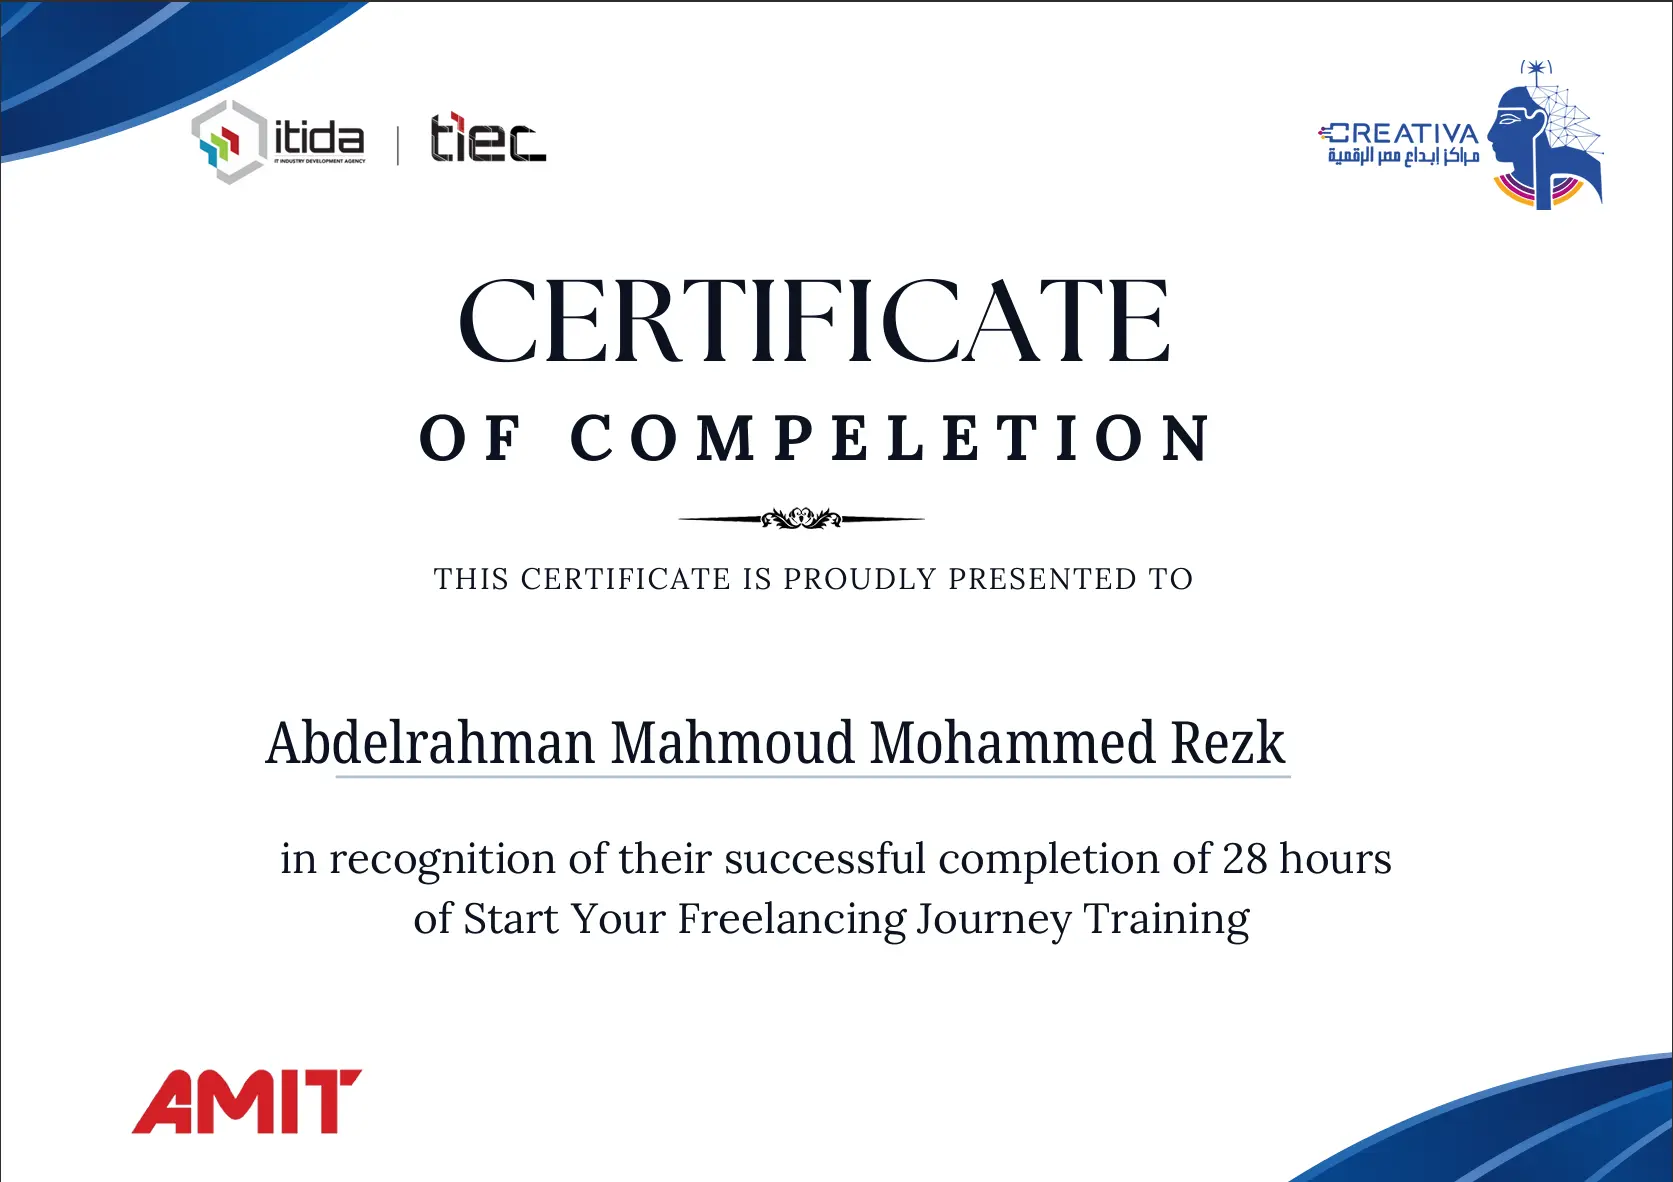 itida
IT INDUSTRY DEVELOPMENT AGENCY
tiec
CREATIVA
مراكز إبداع مصر الرقمية
CERTIFICATE
OF COMPELETION
THIS CERTIFICATE IS PROUDLY PRESENTED TO
Abdelrahman Mahmoud Mohammed Rezk
in recognition of their successful completion of 28 hours
of Start Your Freelancing Journey Training
AMIT